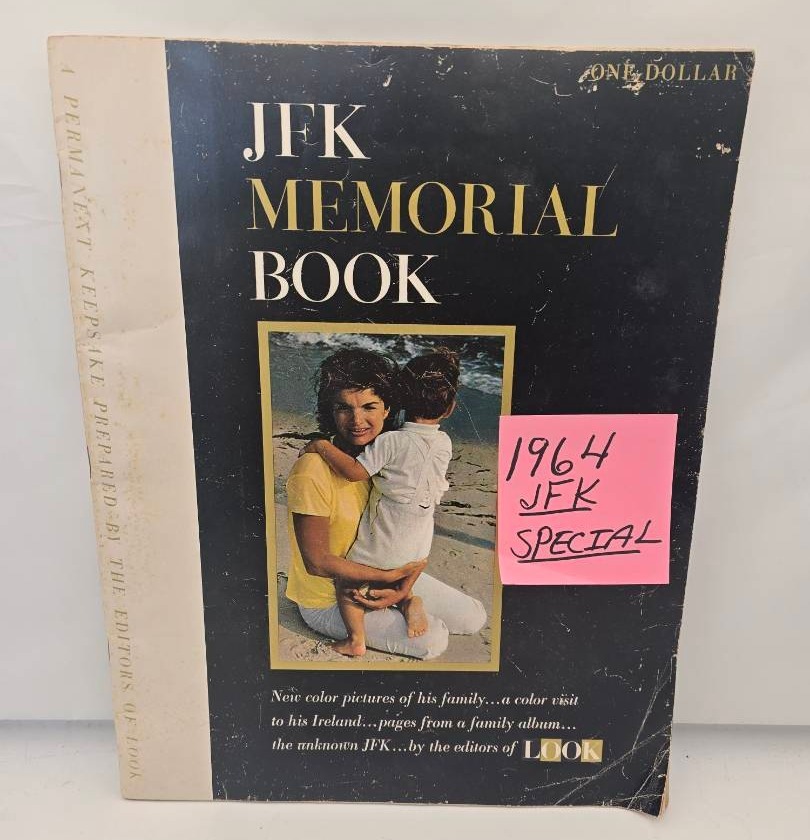 ONE DOLLAR
JFK
MEMORIAL
BOOK
A PERMANENT KEEPSAKE PREPARED BY THE EDITORS OF LOOK
1964
JFK
SPECIAL
New color pictures of his family...a color visit
to his Ireland...pages from a family album...
the unknown JFK...by the editors of LOOK